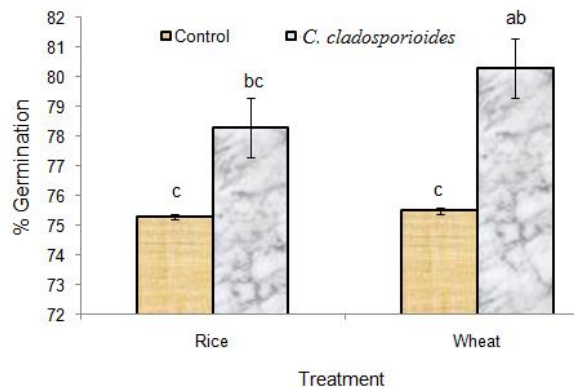 82
81
80
79
78
77
76
75
74
73
72
% Germination
Control
C. cladosporioides
c
bc
c
ab
Rice
Wheat
Treatment